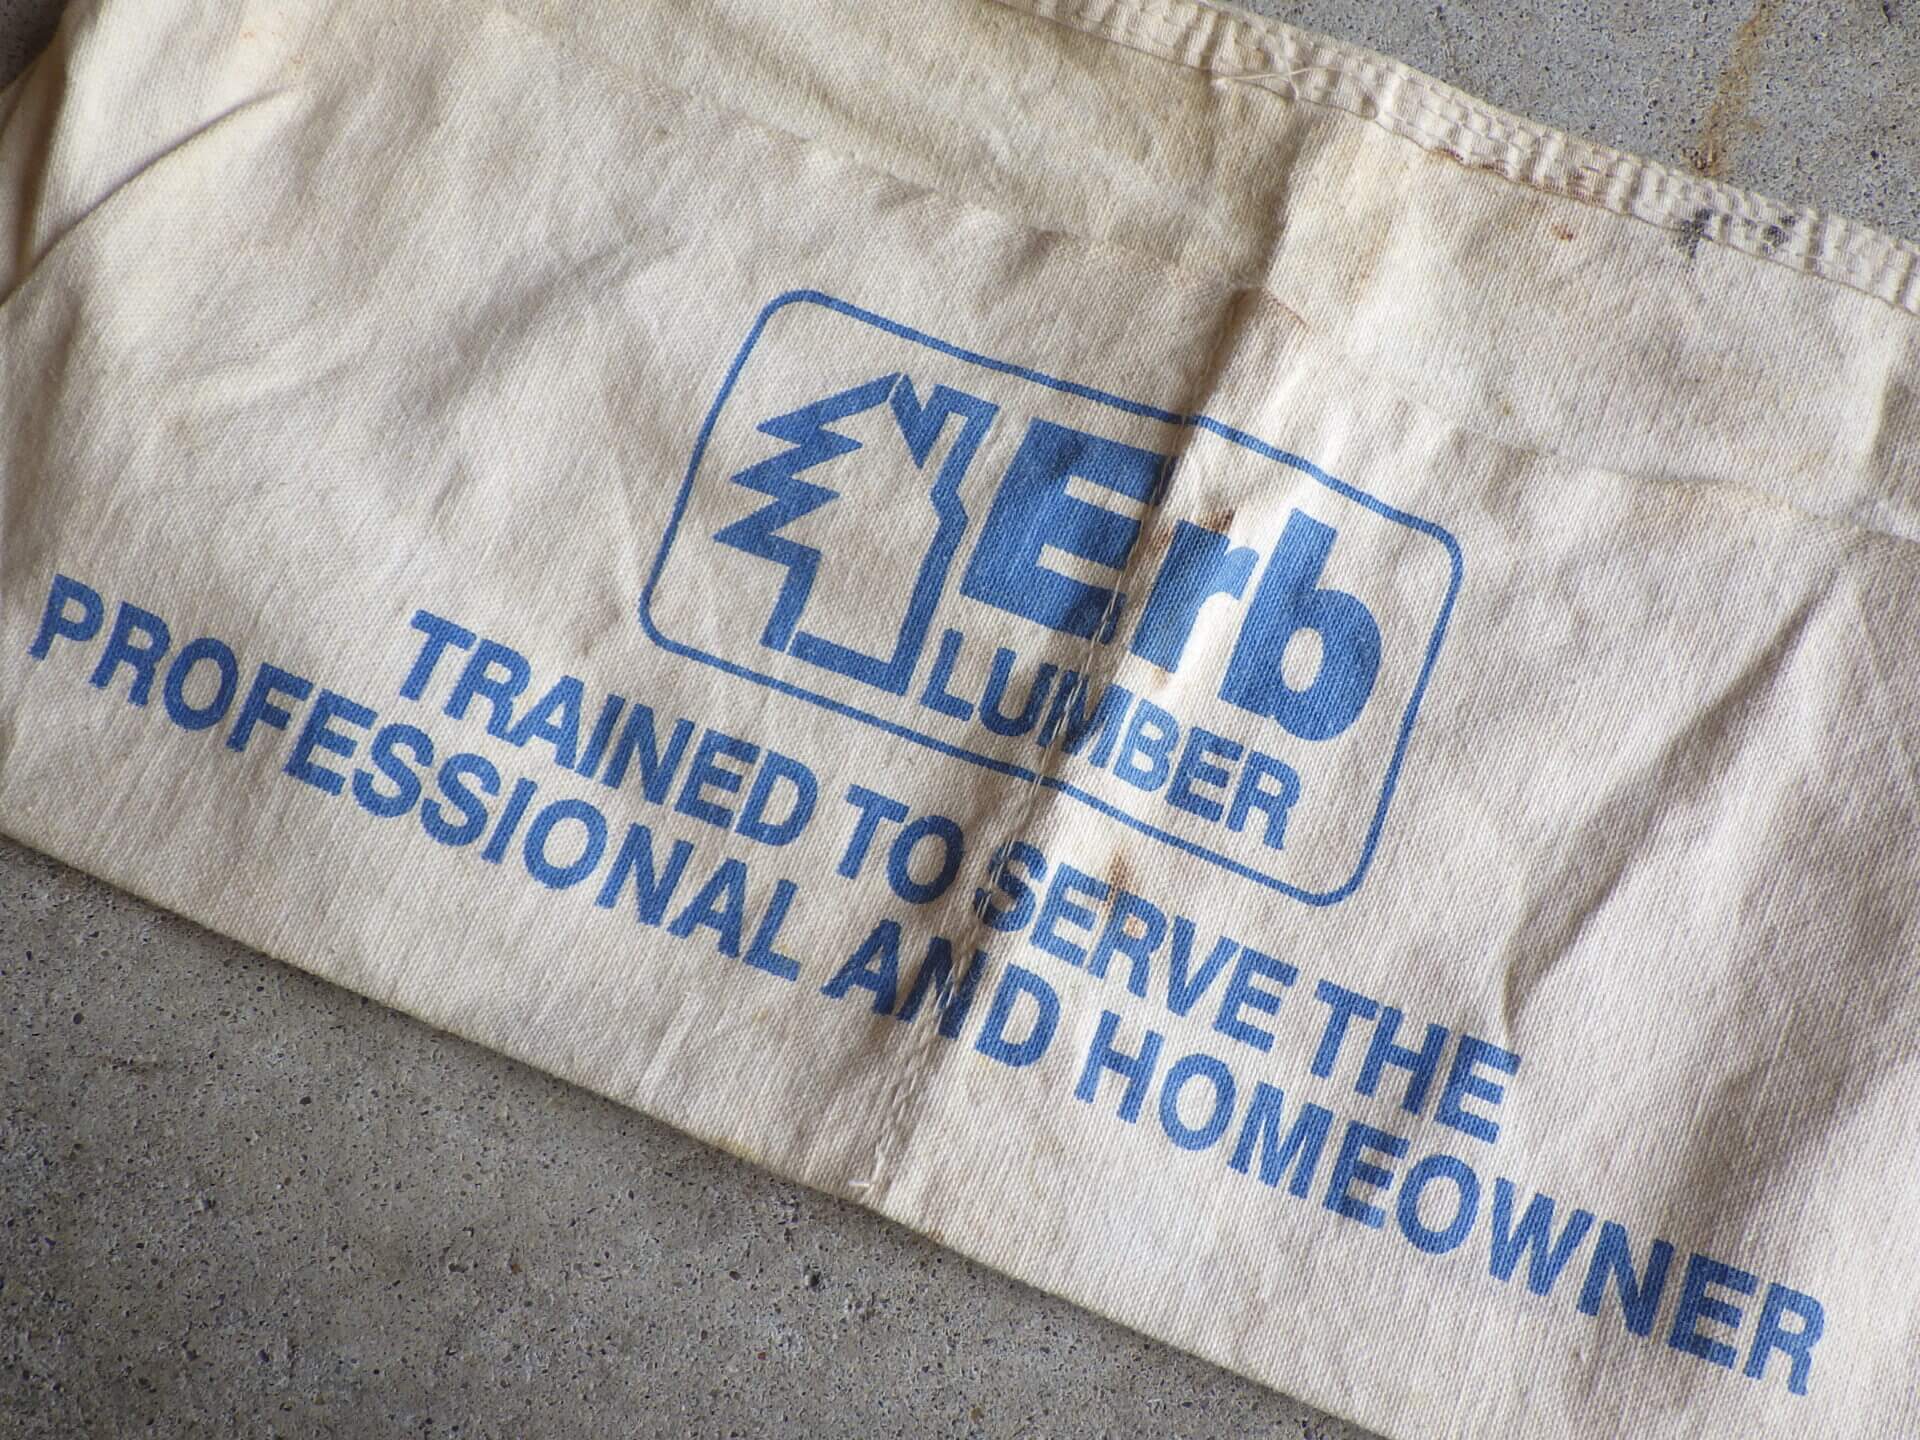 Erb
LUMBER
TRAINED TO SERVE THE
PROFESSIONAL AND HOMEOWNER